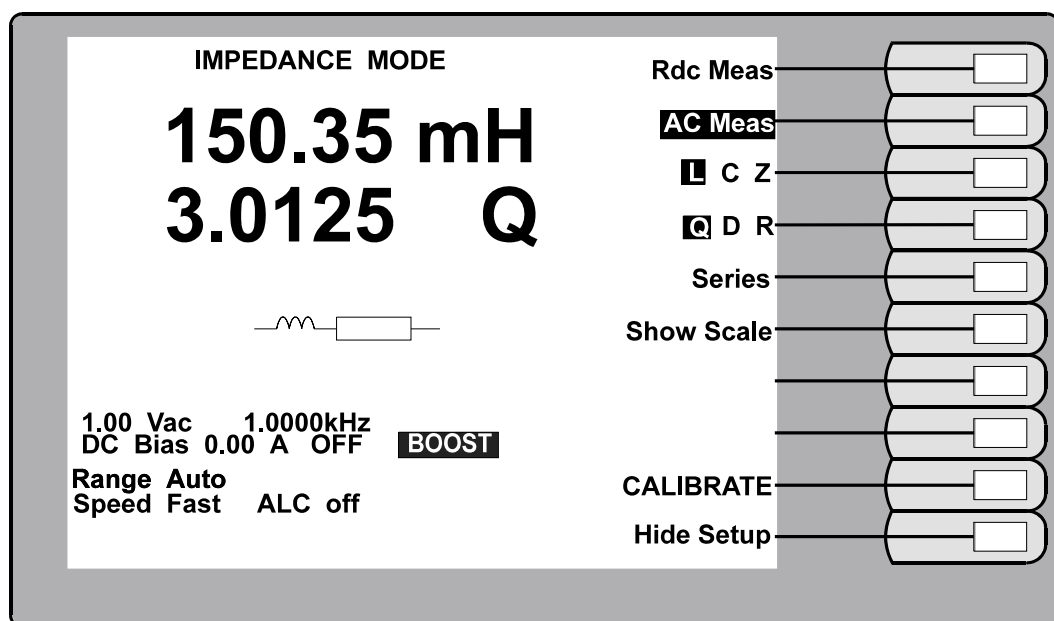 IMPEDANCE MODE
150.35 mH
3.0125 Q
1.00 Vac 1.0000kHz
DC Bias 0.00 A OFF BOOST
Range Auto
Speed Fast ALC off
Rdc Meas
AC Meas
L C Z
Q D R
Series
Show Scale
CALIBRATE
Hide Setup